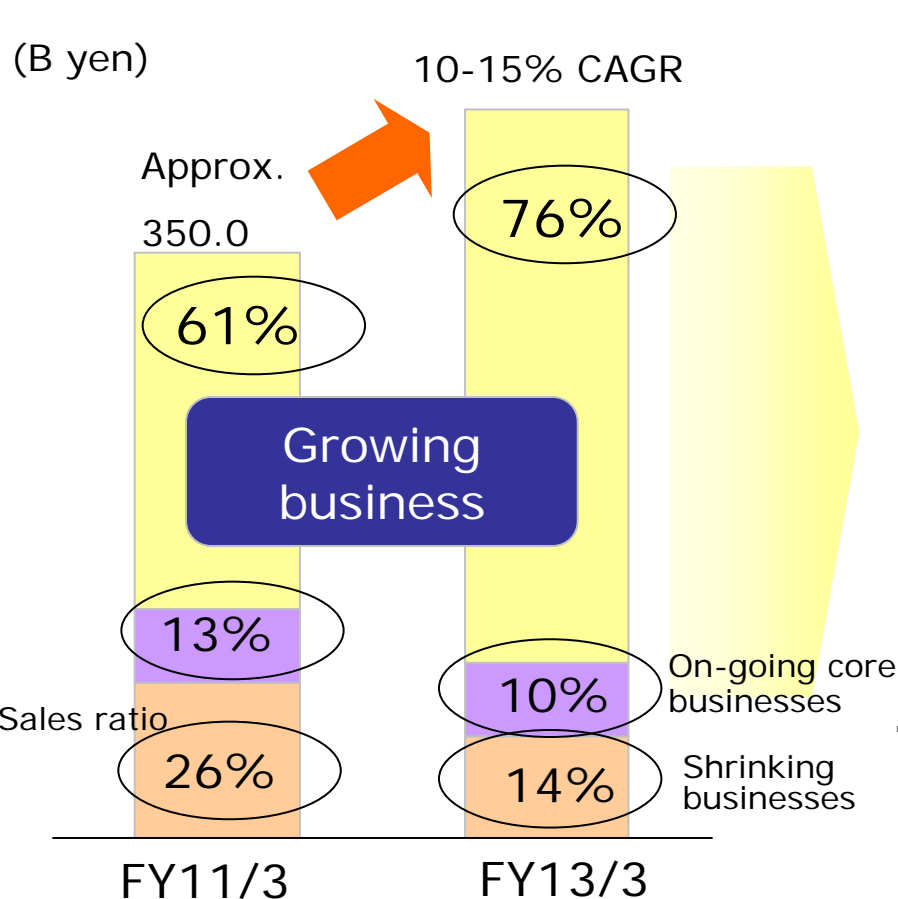 (B yen)
10-15% CAGR
Approx.
350.0
76%
61%
Growing
business
13%
On-going core
businesses
10%
Sales ratio
26%
Shrinking
businesses
14%
FY11/3
FY13/3